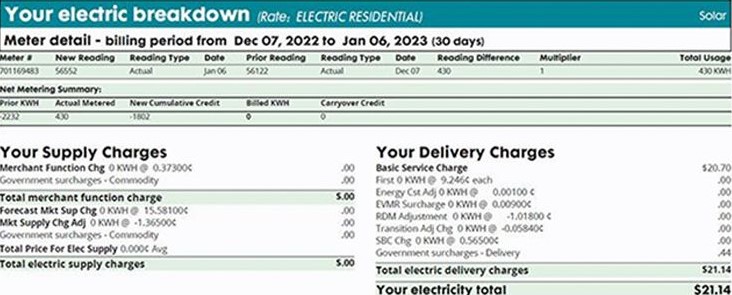 Your electric breakdown (Rate: ELECTRIC RESIDENTIAL) Solar
Meter detail - billing period from Dec 07, 2022 to Jan 06, 2023 (30 days)
Meter # New Reading Reading Type Date Prior Reading Reading Type Date Reading Difference Multiplier Total Usage
701169483 56552 Actual Jan 06 56122 Actual Dec 07 430 1 430 KWH
Net Metering Summary:
Prior KWH Actual Metered New Cumulative Credit Billed KWH Carryover Credit
-2232 430 -1802 0 0
Your Supply Charges
Merchant Function Chg 0 KWH @ 0.37300¢ .00
Government surcharges - Commodity .00
Total merchant function charge $.00
Forecast Mkt Sup Chg 0 KWH @ 15.58100¢ .00
Mkt Supply Chg Adj 0 KWH @ -1.36500¢ .00
Government surcharges - Commodity .00
Total Price For Elec Supply 0.000¢ Avg
Total electric supply charges $.00
Your Delivery Charges
Basic Service Charge $20.70
First 0 KWH @ 9.246¢ each .00
Energy Cst Adj 0 KWH @ 0.00100 ¢ .00
EVMR Surcharge 0 KWH @ 0.00900¢ .00
RDM Adjustment 0 KWH @ -1.01800 ¢ .00
Transition Adj Chg 0 KWH @ -0.05840¢ .00
SBC Chg 0 KWH @ 0.56500¢ .00
Government surcharges - Delivery .44
Total electric delivery charges $21.14
Your electricity total $21.14